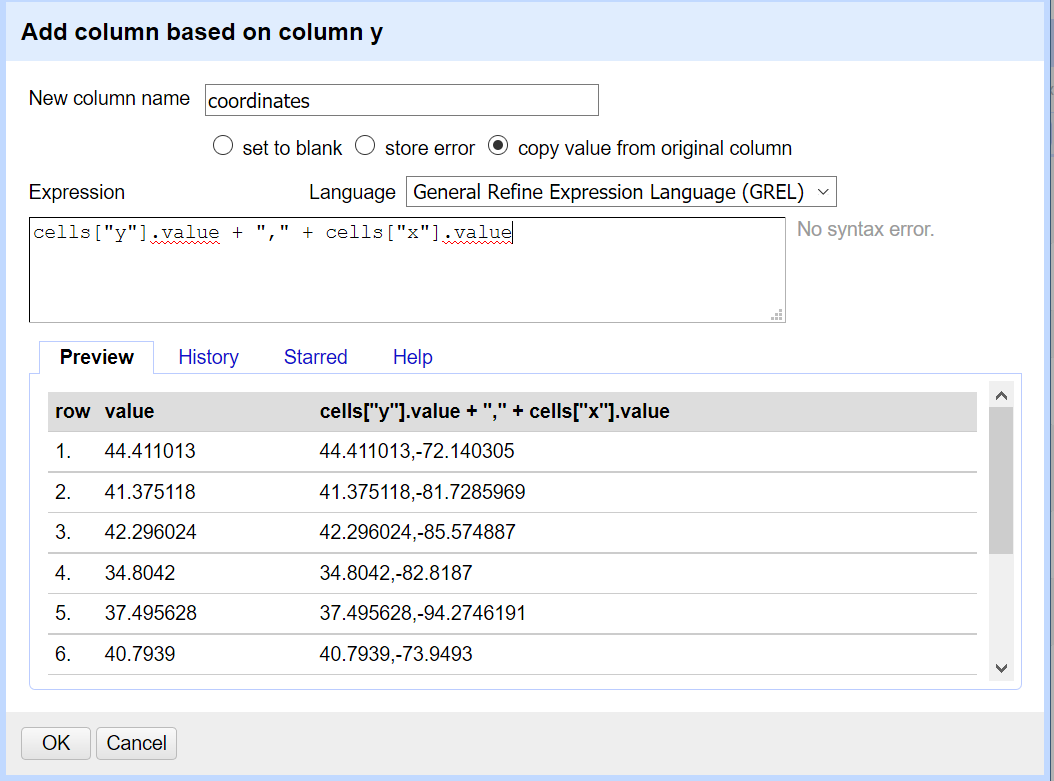 Add column based on column y
New column name coordinates
set to blank store error copy value from original column
Expression Language General Refine Expression Language (GREL)
cells["y"].value + "," + cells["x"].value No syntax error.
Preview History Starred Help
row value cells["y"].value + "," + cells["x"].value
1. 44.411013 44.411013,-72.140305
2. 41.375118 41.375118,-81.7285969
3. 42.296024 42.296024,-85.574887
4. 34.8042 34.8042,-82.8187
5. 37.495628 37.495628,-94.2746191
6. 40.7939 40.7939,-73.9493
OK Cancel